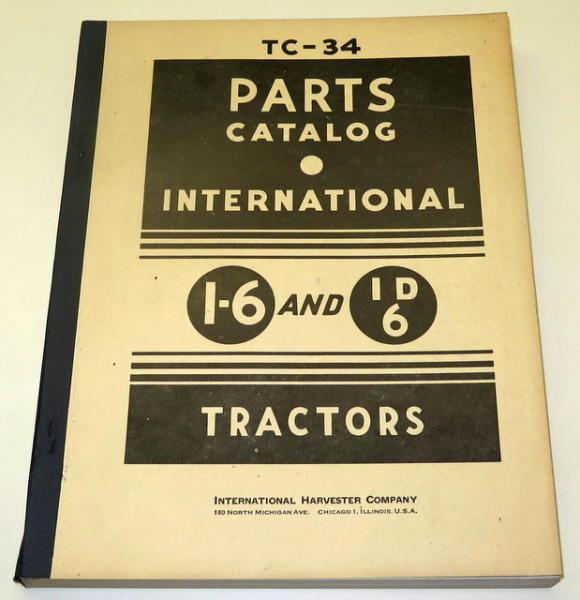 TC-34
PARTS
CATALOG
INTERNATIONAL
I-6 AND ID
6
TRACTORS
INTERNATIONAL HARVESTER COMPANY
180 NORTH MICHIGAN AVE. CHICAGO 1, ILLINOIS, U.S.A.